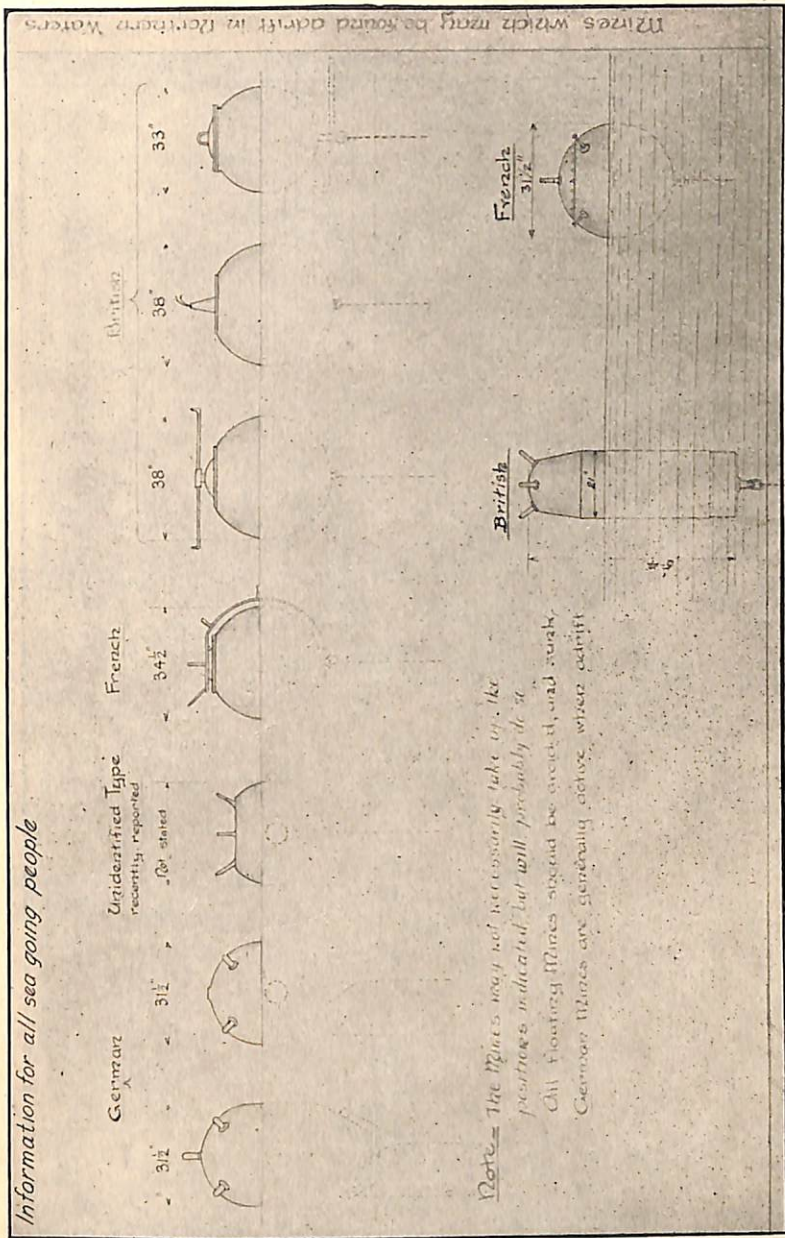 Information for all sea going people
Mines which may be found adrift in Northern Waters
German
31½"
31½"
Unidentified Type
recently reported
Not stated
French
34½"
British
38"
38"
33"
Note = The Mines may not necessarily take up the
positions indicated but will probably do so
All floating Mines should be avoided, and sunk,
German Mines are generally active when adrift
British
French
31½"